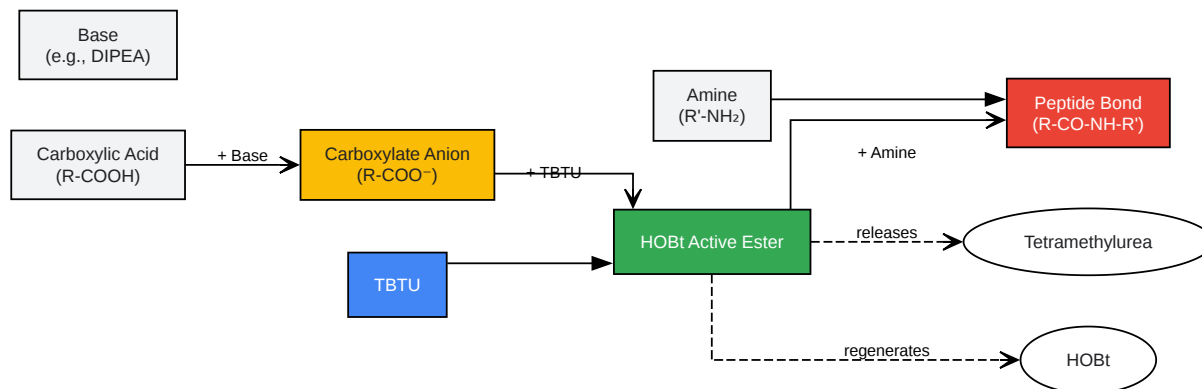 Base
(e.g., DIPEA)
Carboxylic Acid
(R-COOH)
+ Base
Carboxylate Anion
(R-COO⁻)
+ TBTU
TBTU
HOBt Active Ester
Amine
(R'-NH₂)
+ Amine
Peptide Bond
(R-CO-NH-R')
releases
Tetramethylurea
regenerates
HOBt